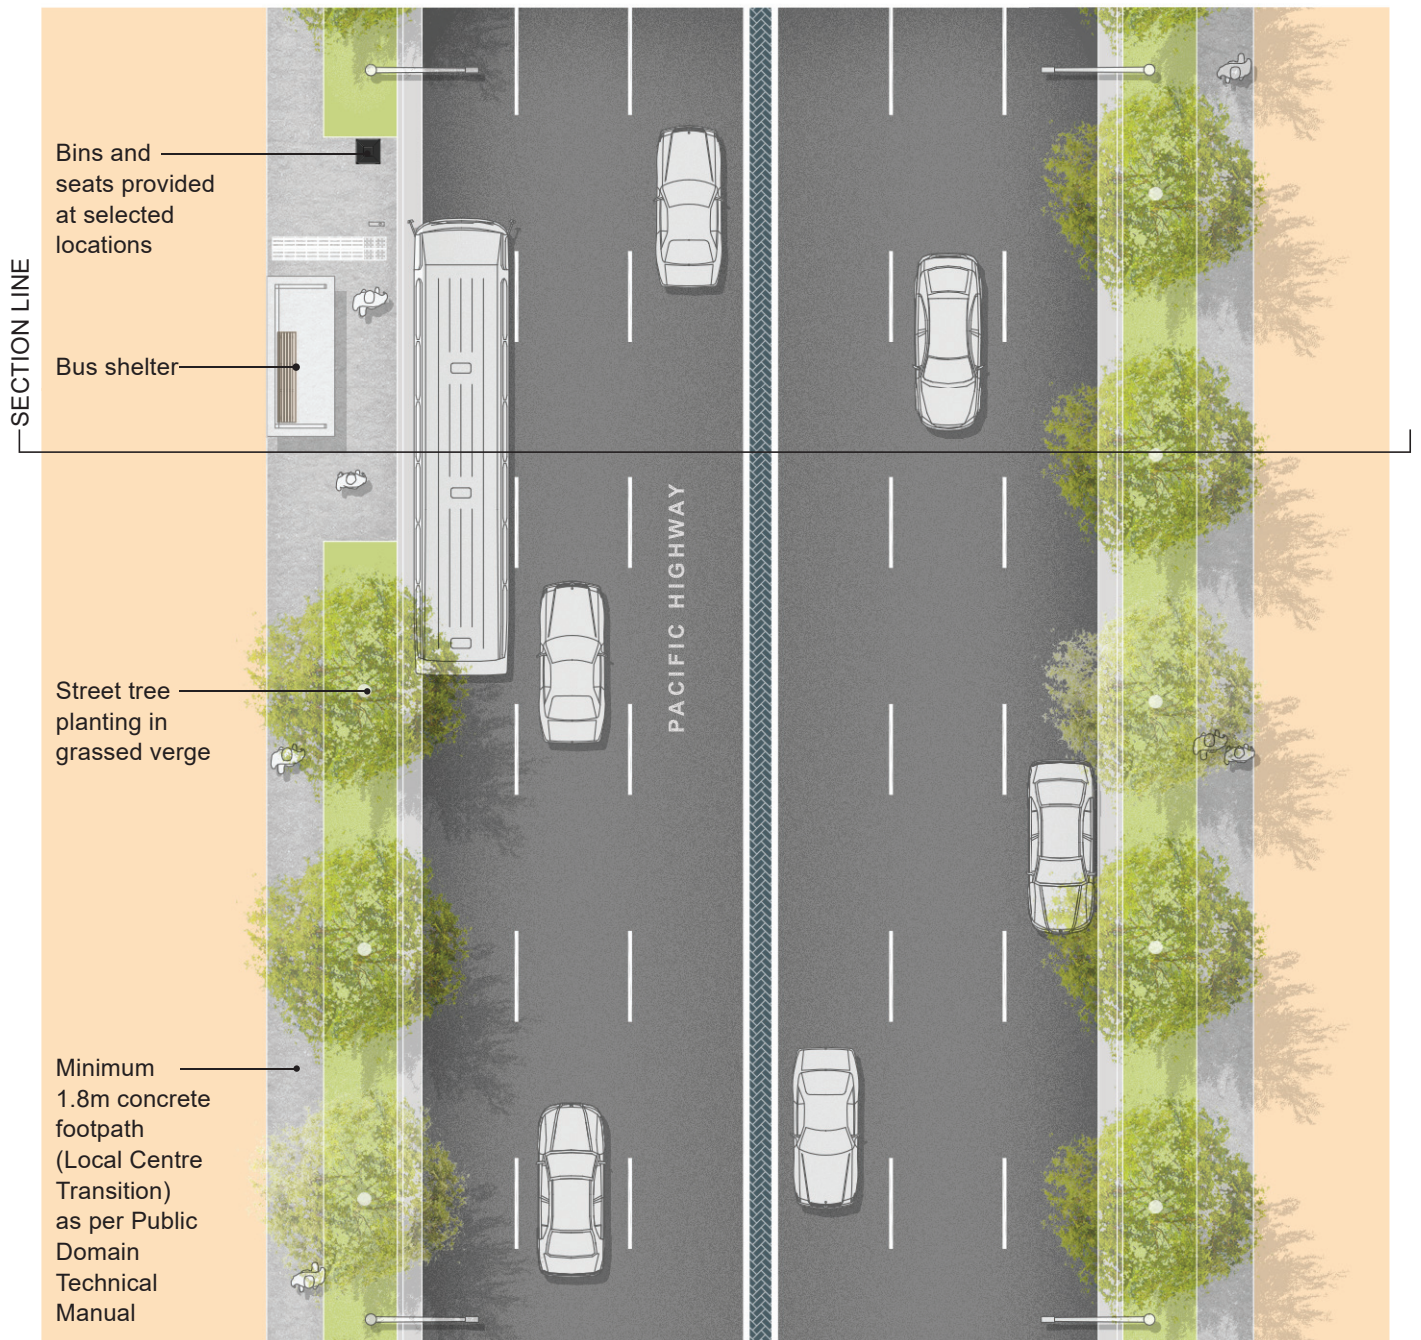 Bins and
seats provided
at selected
locations
SECTION LINE
Bus shelter
PACIFIC HIGHWAY
Street tree
planting in
grassed verge
Minimum
1.8m concrete
footpath
(Local Centre
Transition)
as per Public
Domain
Technical
Manual